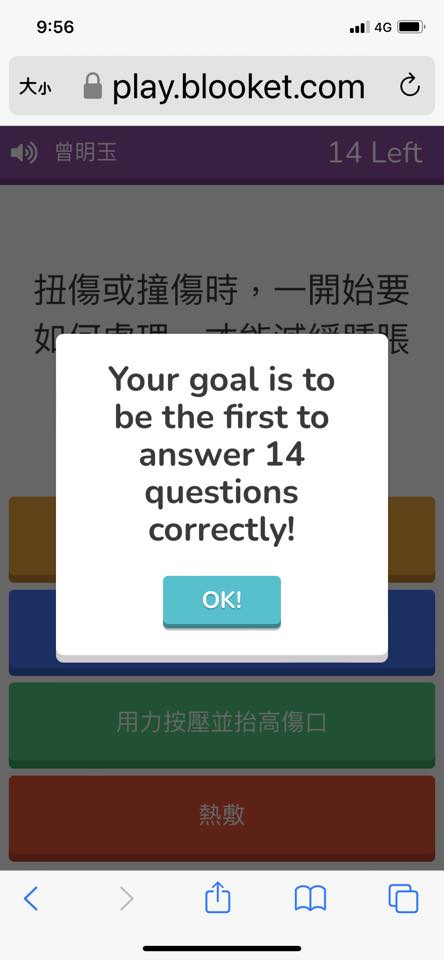 9:56
4G
大小
play.blooket.com
曾明玉
14 Left
扭傷或撞傷時，一開始要
Your goal is to
be the first to
answer 14
questions
correctly!
OK!
用力按壓並抬高傷口
熱敷